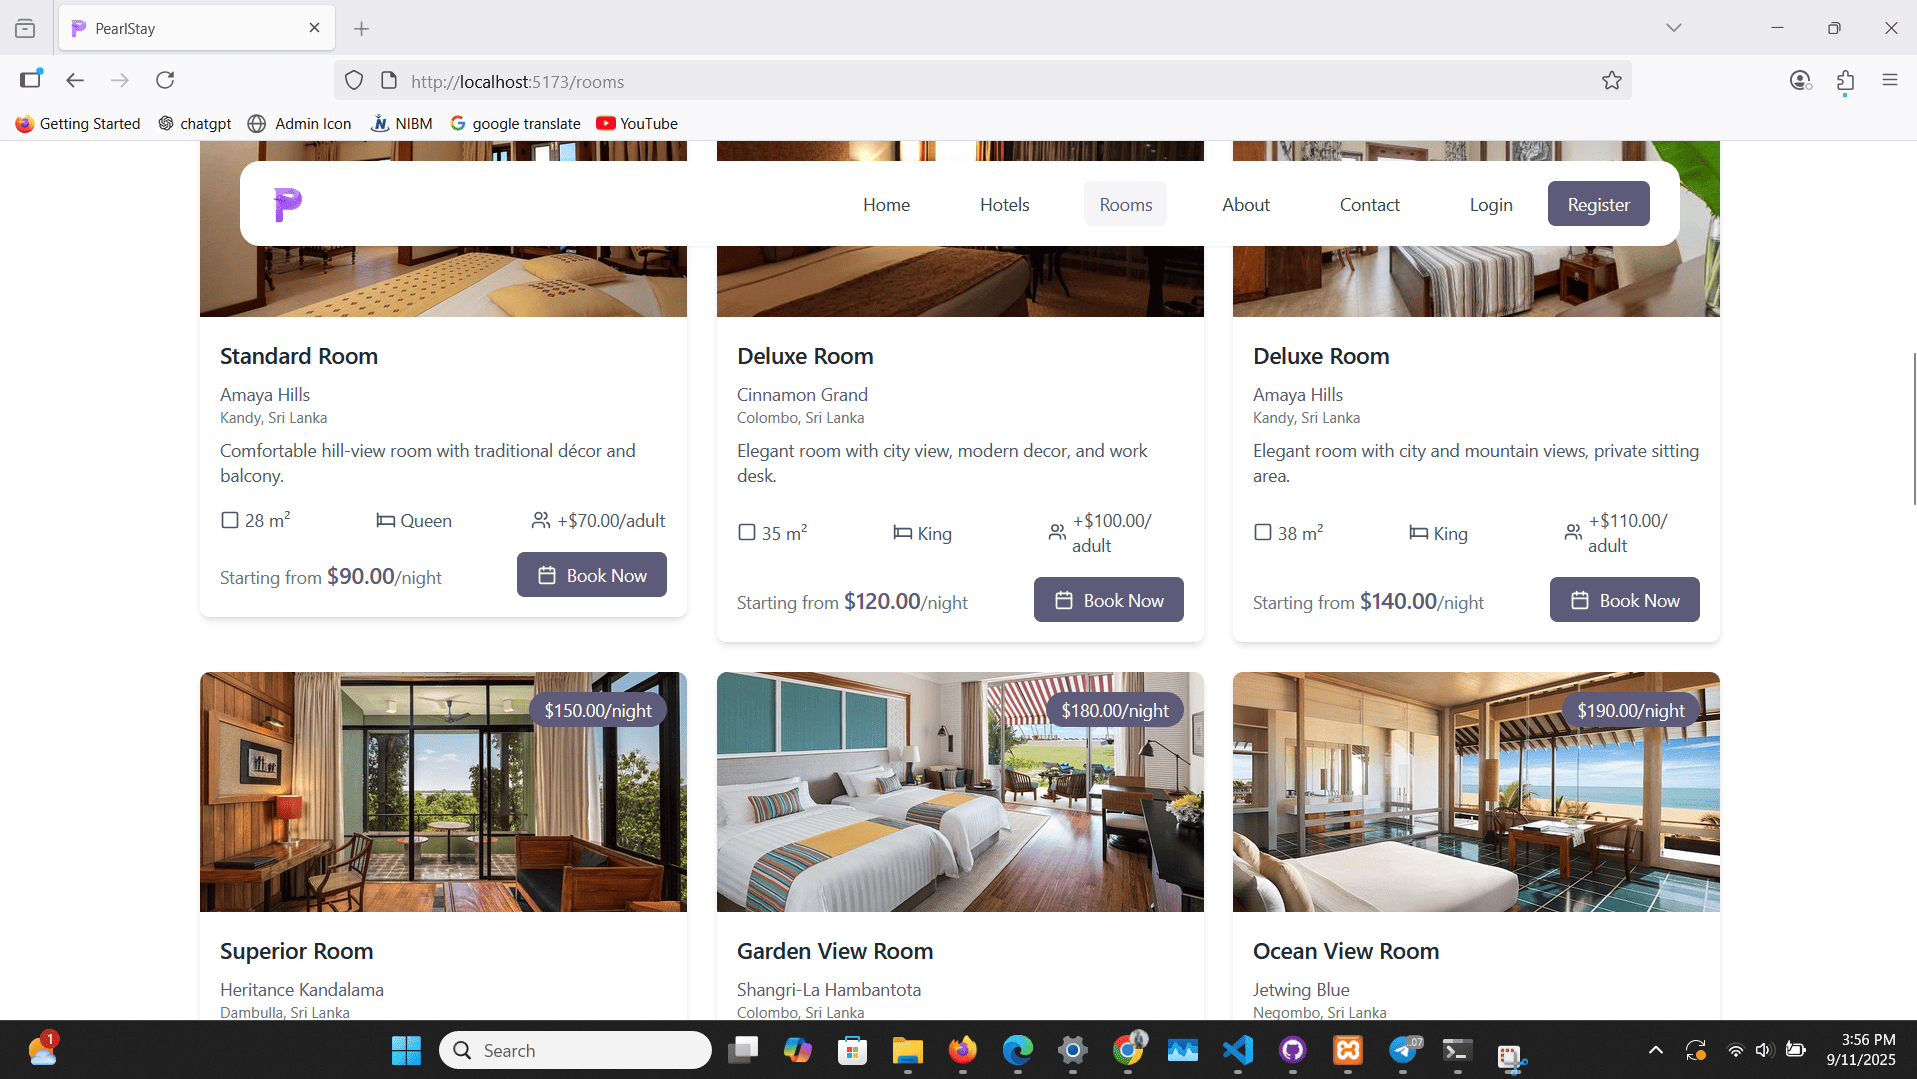 PearlStay
http://localhost:5173/rooms
Getting Started
chatgpt
Admin Icon
NIBM
google translate
YouTube
Home
Hotels
Rooms
About
Contact
Login
Register
Standard Room
Amaya Hills
Kandy, Sri Lanka
Comfortable hill-view room with traditional décor and
balcony.
28 m²
Queen
+$70.00/adult
Starting from $90.00/night
Book Now
Deluxe Room
Cinnamon Grand
Colombo, Sri Lanka
Elegant room with city view, modern decor, and work
desk.
35 m²
King
+$100.00/
adult
Starting from $120.00/night
Book Now
Deluxe Room
Amaya Hills
Kandy, Sri Lanka
Elegant room with city and mountain views, private sitting
area.
38 m²
King
+$110.00/
adult
Starting from $140.00/night
Book Now
$150.00/night
Superior Room
Heritance Kandalama
Dambulla, Sri Lanka
$180.00/night
Garden View Room
Shangri-La Hambantota
Colombo, Sri Lanka
$190.00/night
Ocean View Room
Jetwing Blue
Negombo, Sri Lanka
1
Search
.07
3:56 PM
9/11/2025